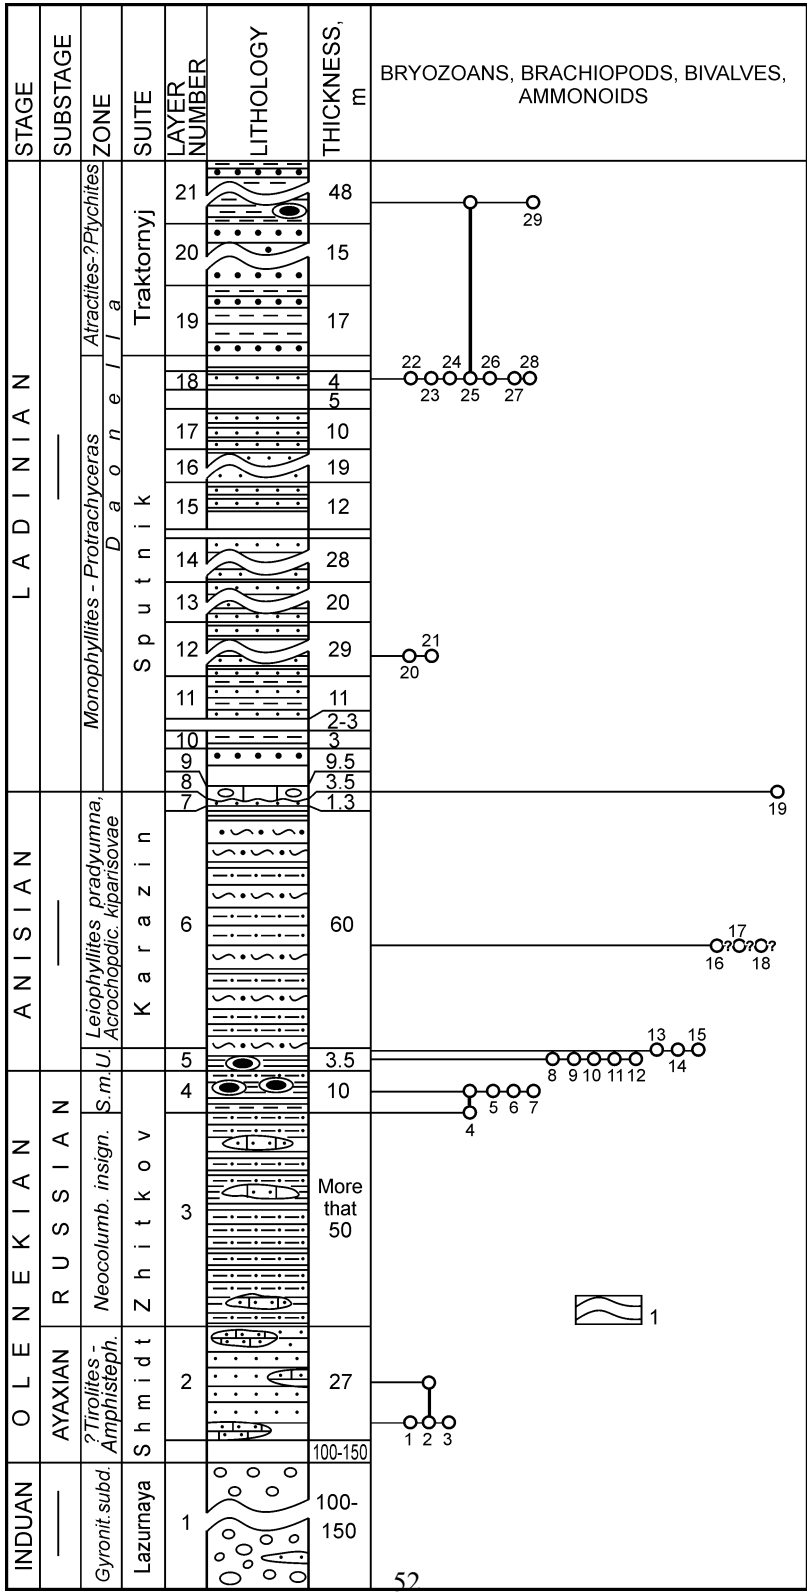 STAGE
SUBSTAGE
ZONE
SUITE
LAYER NUMBER
LITHOLOGY
THICKNESS, m
BRYOZOANS, BRACHIOPODS, BIVALVES,
AMMONOIDS
LADINIAN
Atractites-?Ptychites
Daonella
Traktornyj
21
48
29
20
15
19
17
22
24
26
28
23
25
27
18
4
5
Monophyllites - Protrachyceras
Sputnik
17
10
16
19
15
12
14
28
13
20
12
29
21
20
11
11
2-3
10
3
9
9.5
8
3.5
7
1.3
19
ANISIAN
Leiophyllites pradyumna,
Acrochopdic. kiparisovae
Karazin
6
60
17
16
?
?
?
18
13
15
14
U.
5
3.5
8
9
10
11
12
OLENEKIAN
RUSSIAN
S.m.
Zhitkov
4
10
5
6
7
4
Neocolumb. insign.
3
More
that
50
1
AYAXIAN
?Tirolites -
Amphisteph.
Shmidt
2
27
1
2
3
100-150
INDUAN
Gyronit.subd.
Lazurnaya
1
100-
150
52